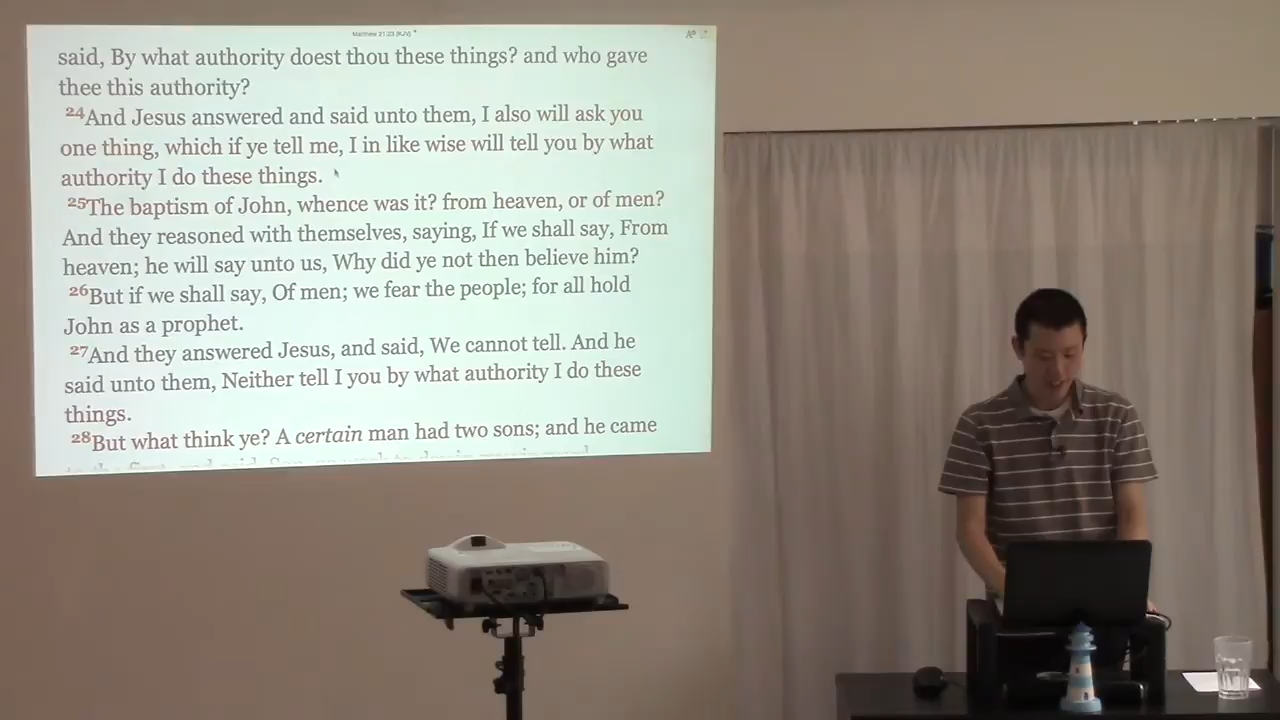 Matthew 21:23 (KJV)
said, By what authority doest thou these things? and who gave
thee this authority?
24And Jesus answered and said unto them, I also will ask you
one thing, which if ye tell me, I in like wise will tell you by what
authority I do these things.
25The baptism of John, whence was it? from heaven, or of men?
And they reasoned with themselves, saying, If we shall say, From
heaven; he will say unto us, Why did ye not then believe him?
26But if we shall say, Of men; we fear the people; for all hold
John as a prophet.
27And they answered Jesus, and said, We cannot tell. And he
said unto them, Neither tell I you by what authority I do these
things.
28But what think ye? A certain man had two sons; and he came